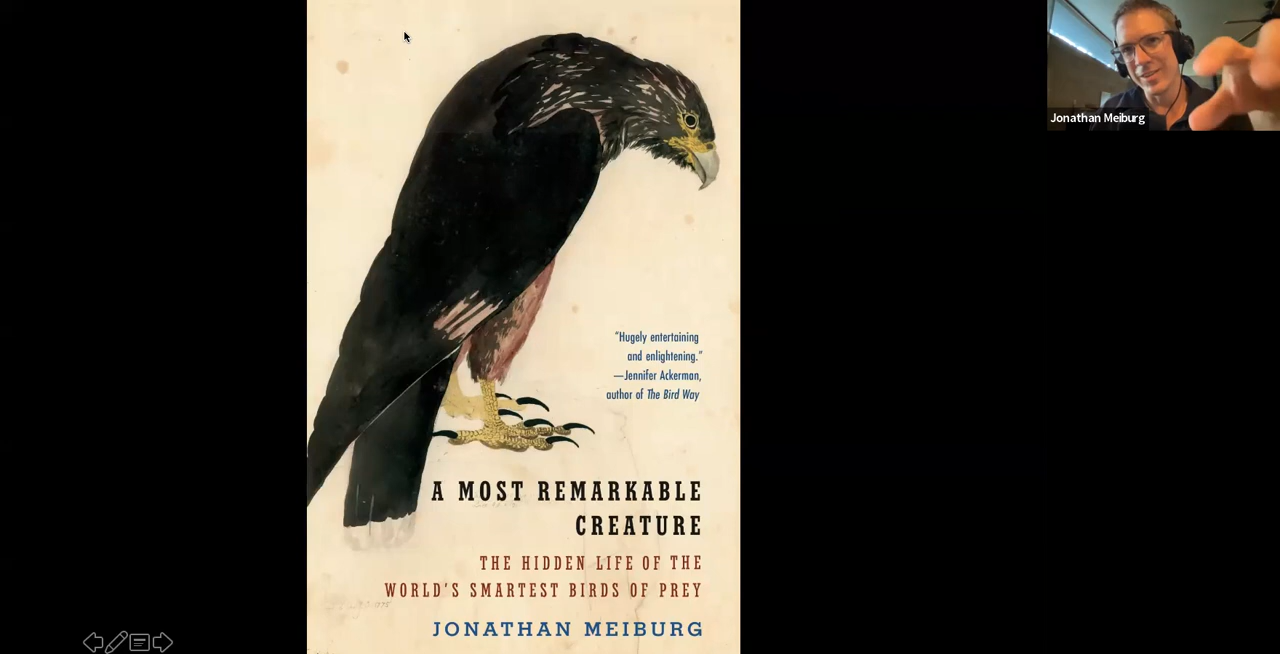 Jonathan Meiburg
“Hugely entertaining
and enlightening.”
—Jennifer Ackerman,
author of The Bird Way
A MOST REMARKABLE
CREATURE
THE HIDDEN LIFE OF THE
WORLD'S SMARTEST BIRDS OF PREY
JONATHAN MEIBURG